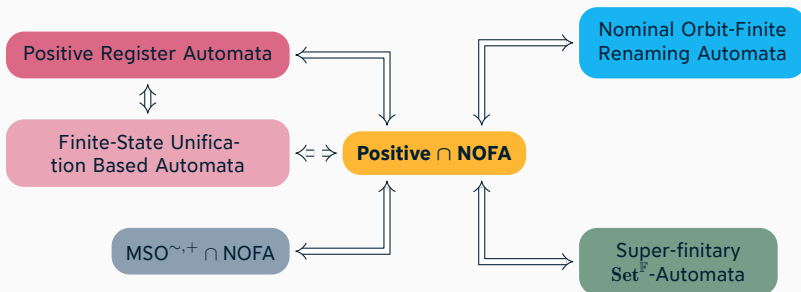 Positive Register Automata
Nominal Orbit-Finite
Renaming Automata
Finite-State Unifica-
tion Based Automata
Positive ∩ NOFA
MSO^{∼,+} ∩ NOFA
Super-finitary
Set^𝔽-Automata